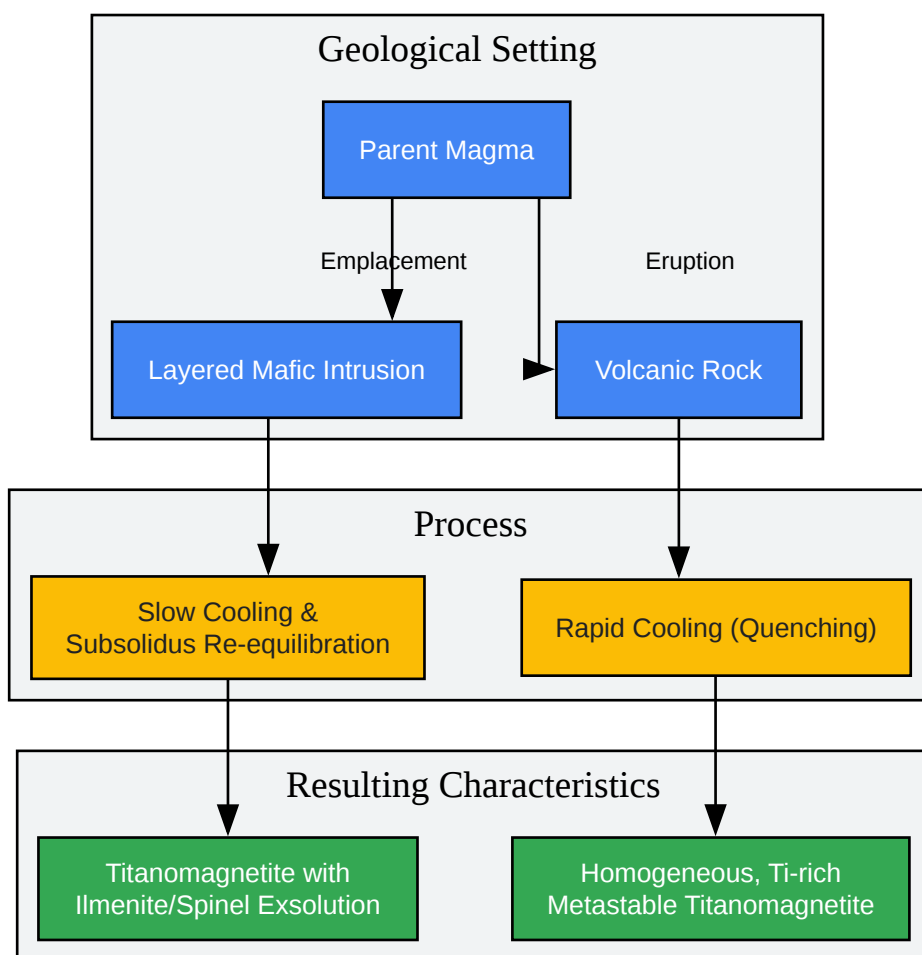 Geological Setting
Parent Magma
Emplacement
Eruption
Layered Mafic Intrusion
Volcanic Rock
Process
Slow Cooling &
Subsolidus Re-equilibration
Rapid Cooling (Quenching)
Resulting Characteristics
Titanomagnetite with
Ilmenite/Spinel Exsolution
Homogeneous, Ti-rich
Metastable Titanomagnetite